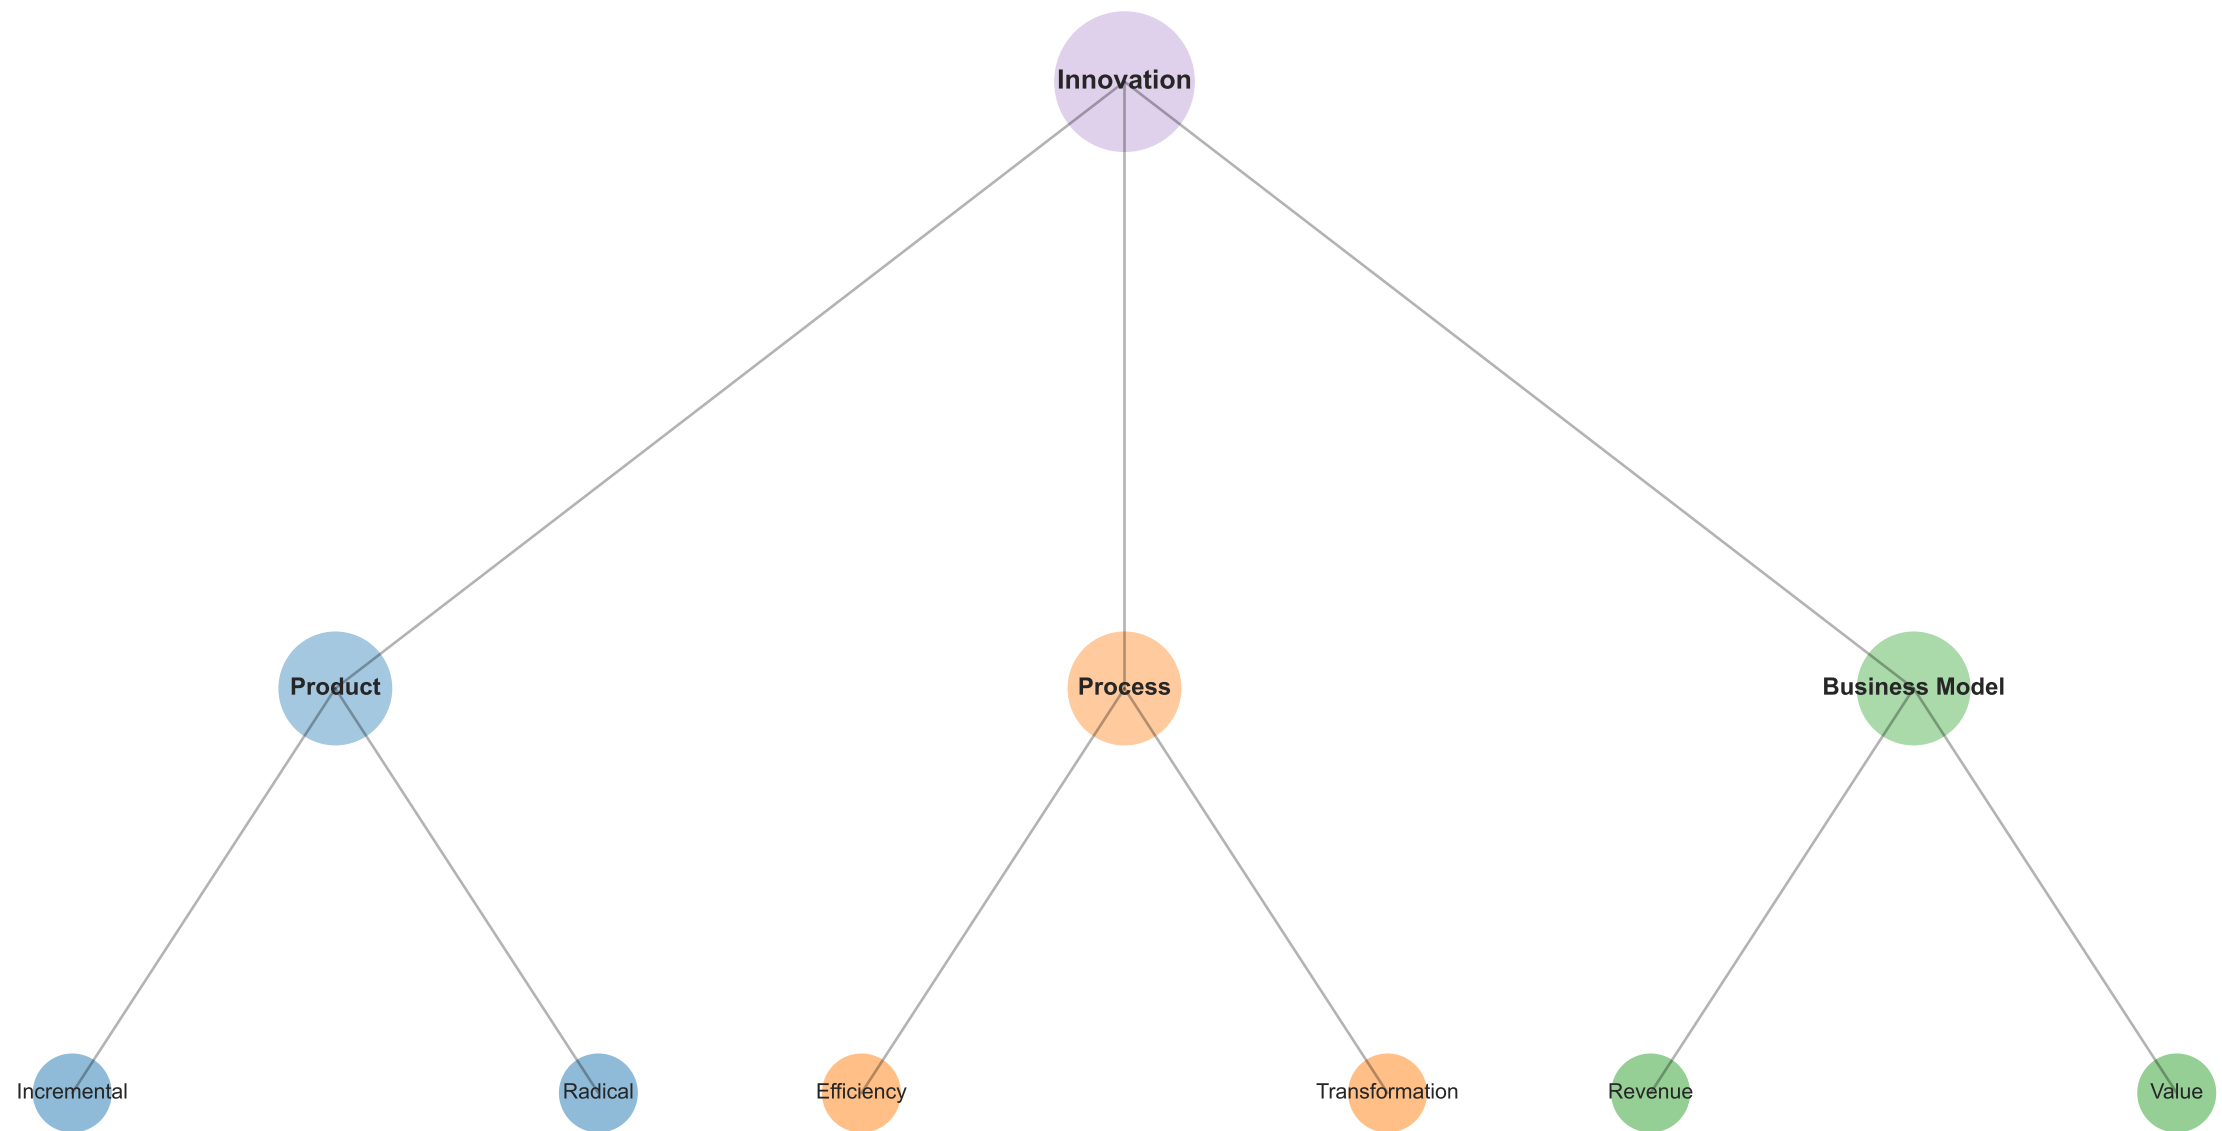 Innovation
Product
Process
Business Model
Incremental
Radical
Efficiency
Transformation
Revenue
Value